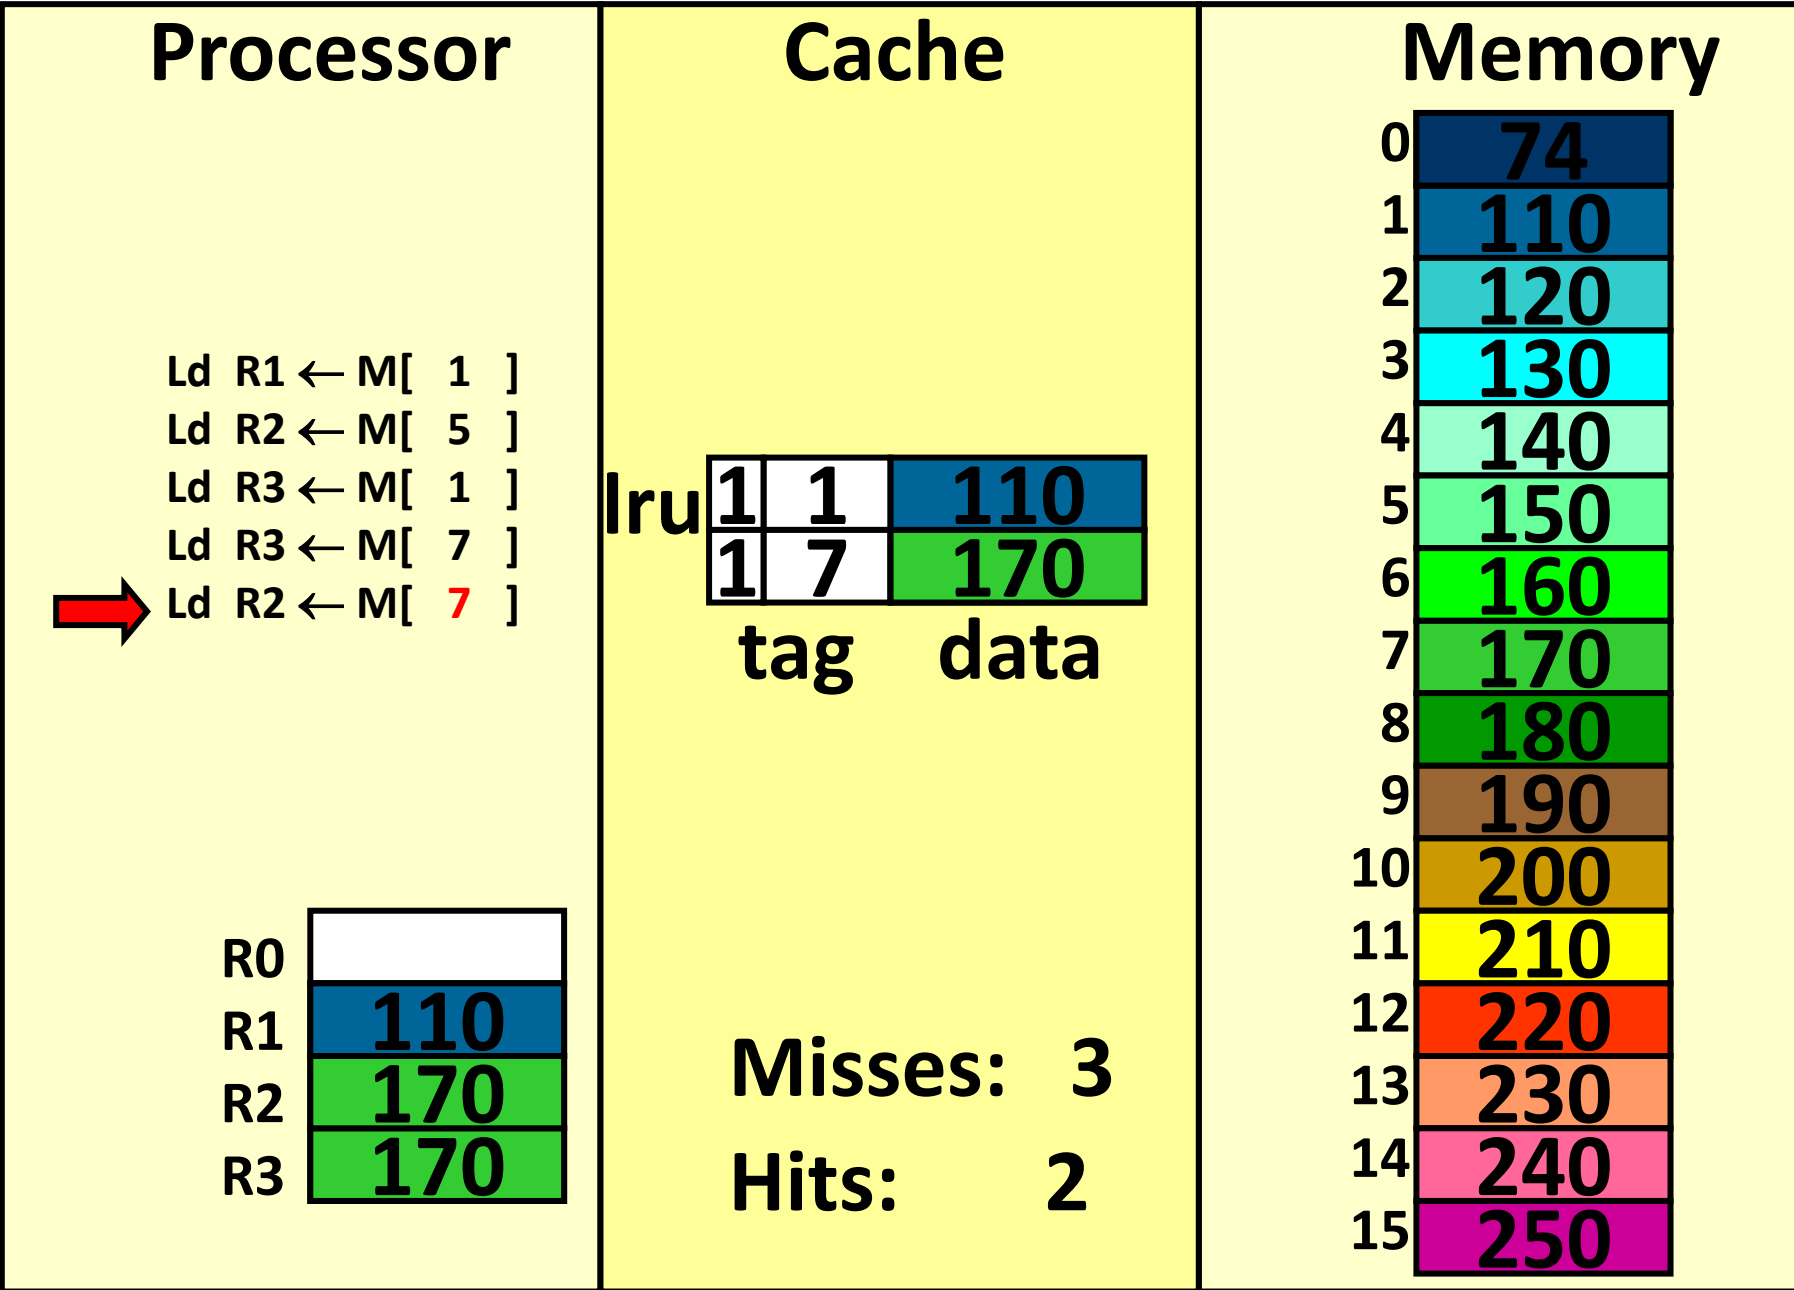 Processor
Ld R1 ← M[ 1 ]
Ld R2 ← M[ 5 ]
Ld R3 ← M[ 1 ]
Ld R3 ← M[ 7 ]
Ld R2 ← M[ 7 ]
R0
R1 110
R2 170
R3 170
Cache
lru
1 1 110
1 7 170
tag data
Misses: 3
Hits: 2
Memory
0 74
1 110
2 120
3 130
4 140
5 150
6 160
7 170
8 180
9 190
10 200
11 210
12 220
13 230
14 240
15 250